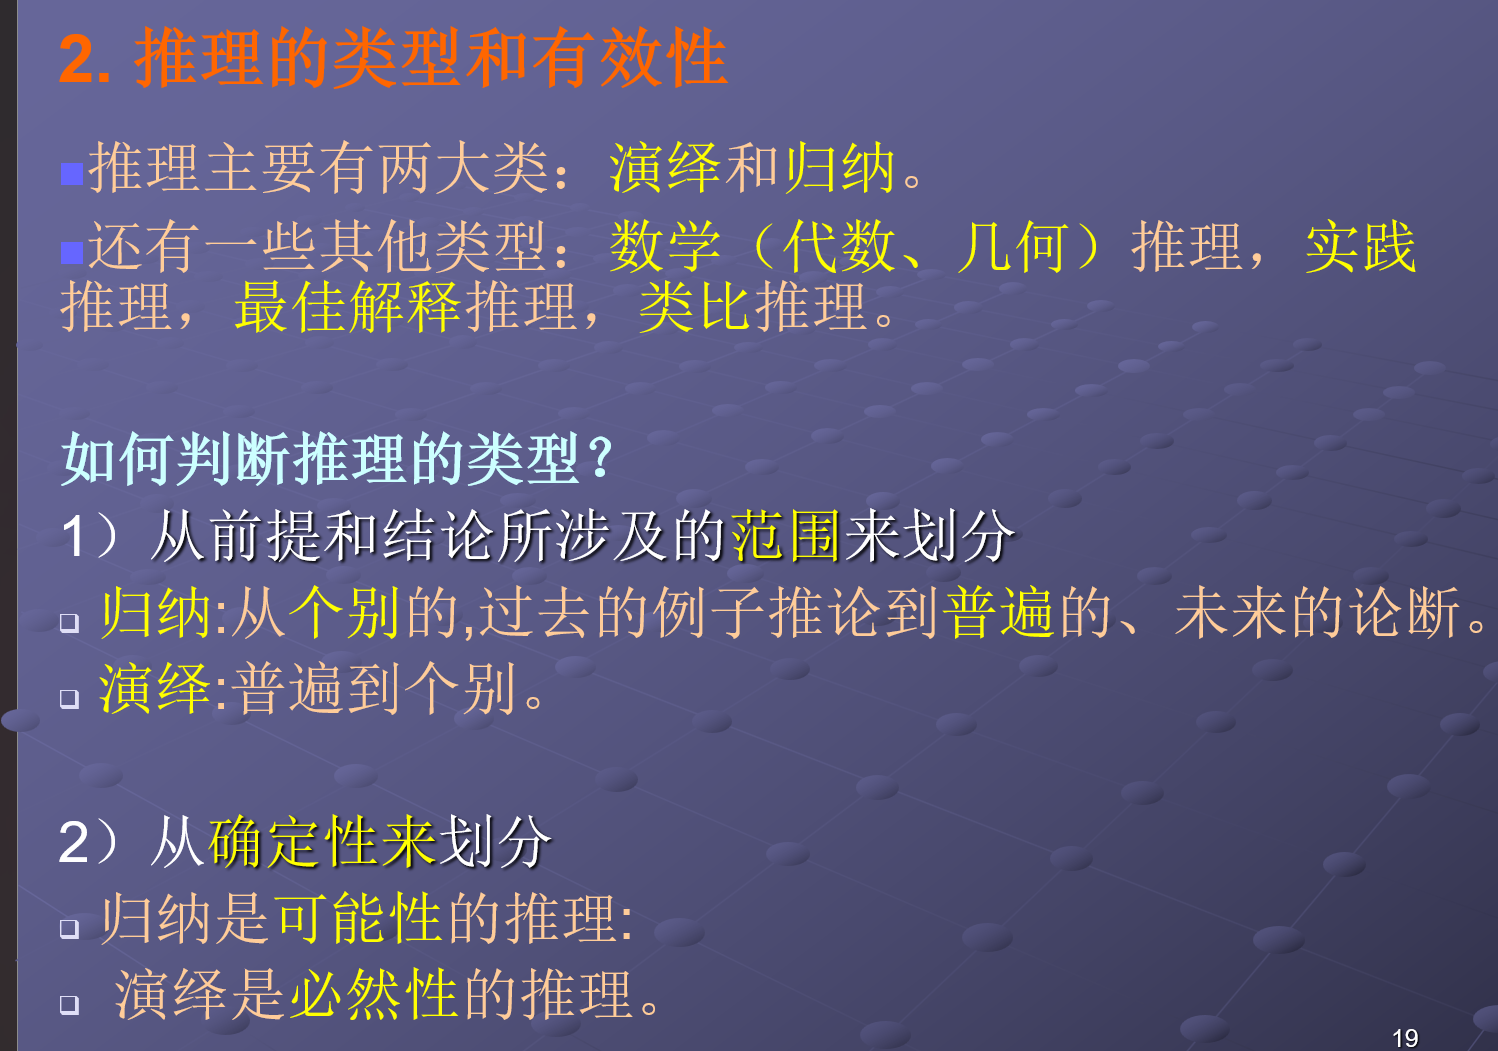 2. 推理的类型和有效性
推理主要有两大类：演绎和归纳。
还有一些其他类型：数学（代数、几何）推理，实践
推理，最佳解释推理，类比推理。
如何判断推理的类型？
1）从前提和结论所涉及的范围来划分
归纳:从个别的,过去的例子推论到普遍的、未来的论断。
演绎:普遍到个别。
2）从确定性来划分
归纳是可能性的推理:
演绎是必然性的推理。
19